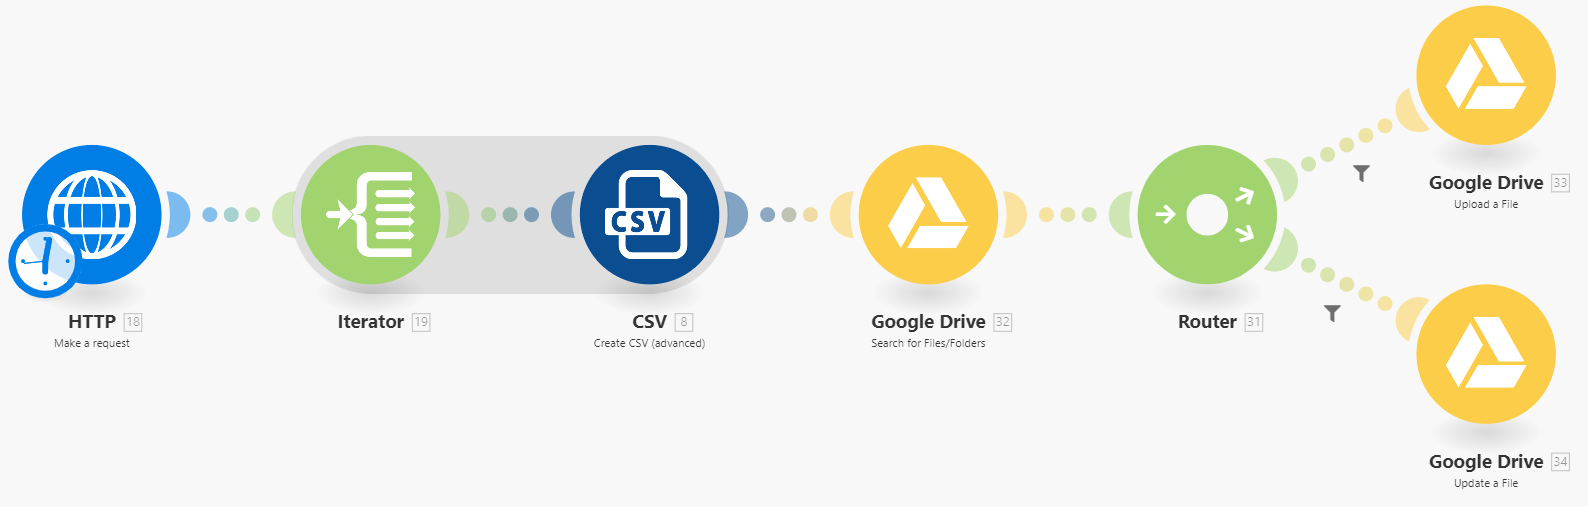 Google Drive 33
Upload a File
CSV
HTTP 18
Make a request
Iterator 19
CSV 8
Create CSV (advanced)
Google Drive 32
Search for Files/Folders
Router 31
Google Drive 34
Update a File